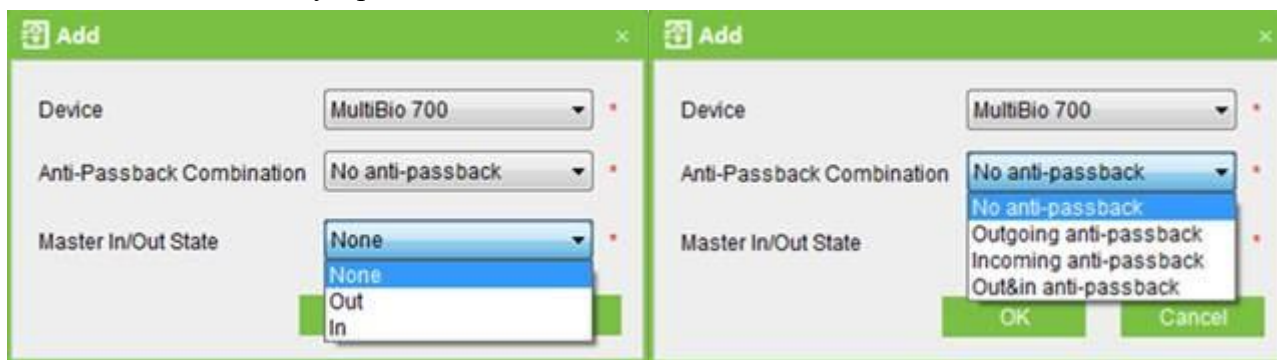 Add
Device
MultiBio 700
*
Anti-Passback Combination
No anti-passback
*
Master In/Out State
None
*
None
Out
In
Add
Device
MultiBio 700
*
Anti-Passback Combination
No anti-passback
*
No anti-passback
Outgoing anti-passback
Incoming anti-passback
Out&in anti-passback
Master In/Out State
*
OK
Cancel